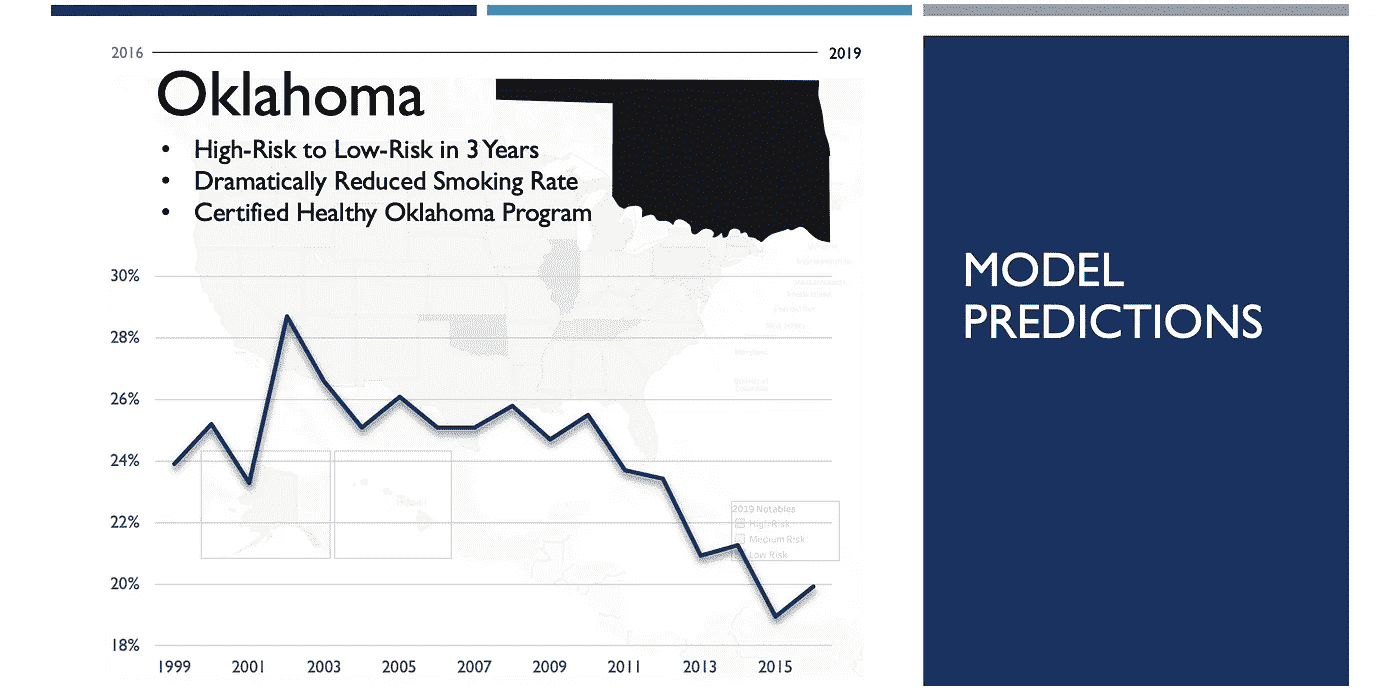 2016
2019
Oklahoma
• High-Risk to Low-Risk in 3 Years
• Dramatically Reduced Smoking Rate
• Certified Healthy Oklahoma Program
MODEL
PREDICTIONS
30%
28%
26%
24%
22%
20%
18%
2019 Notables
High Risk
Medium Risk
Low Risk
1999 2001 2003 2005 2007 2009 2011 2013 2015